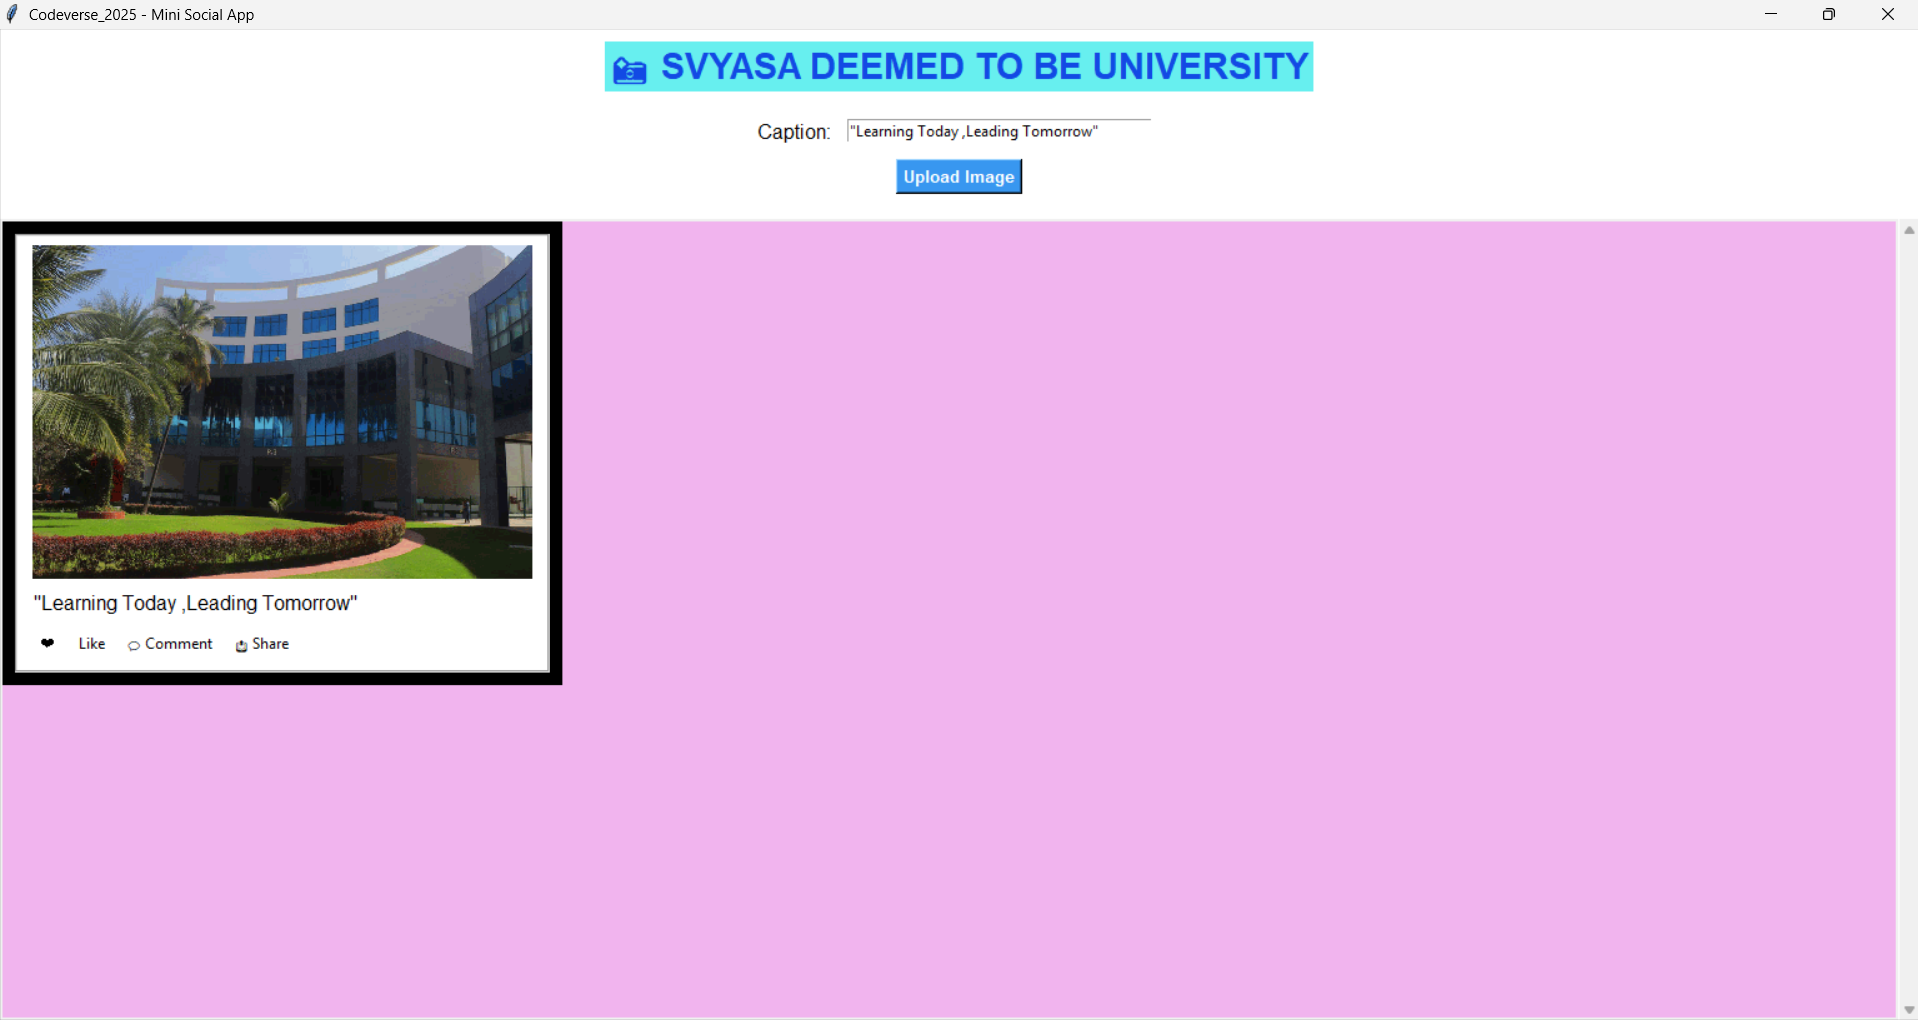 Codeverse_2025 - Mini Social App
SVYASA DEEMED TO BE UNIVERSITY
Caption: "Learning Today ,Leading Tomorrow"
Upload Image
"Learning Today ,Leading Tomorrow"
Like Comment Share